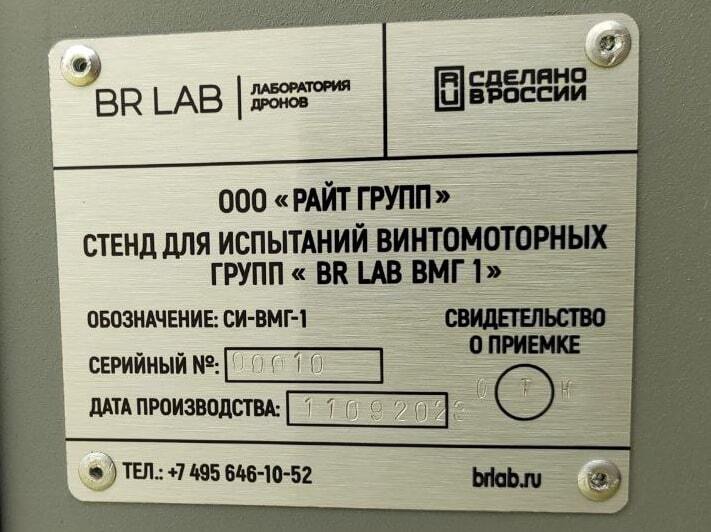 BR LAB
ЛАБОРАТОРИЯ
ДРОНОВ
СДЕЛАНО
В РОССИИ
ООО «РАЙТ ГРУПП»
СТЕНД ДЛЯ ИСПЫТАНИЙ ВИНТОМОТОРНЫХ
ГРУПП « BR LAB ВМГ 1»
ОБОЗНАЧЕНИЕ: СИ-ВМГ-1
СЕРИЙНЫЙ №: 00010
ДАТА ПРОИЗВОДСТВА: 11092023
СВИДЕТЕЛЬСТВО
О ПРИЕМКЕ
О Т К
ТЕЛ.: +7 495 646-10-52
brlab.ru